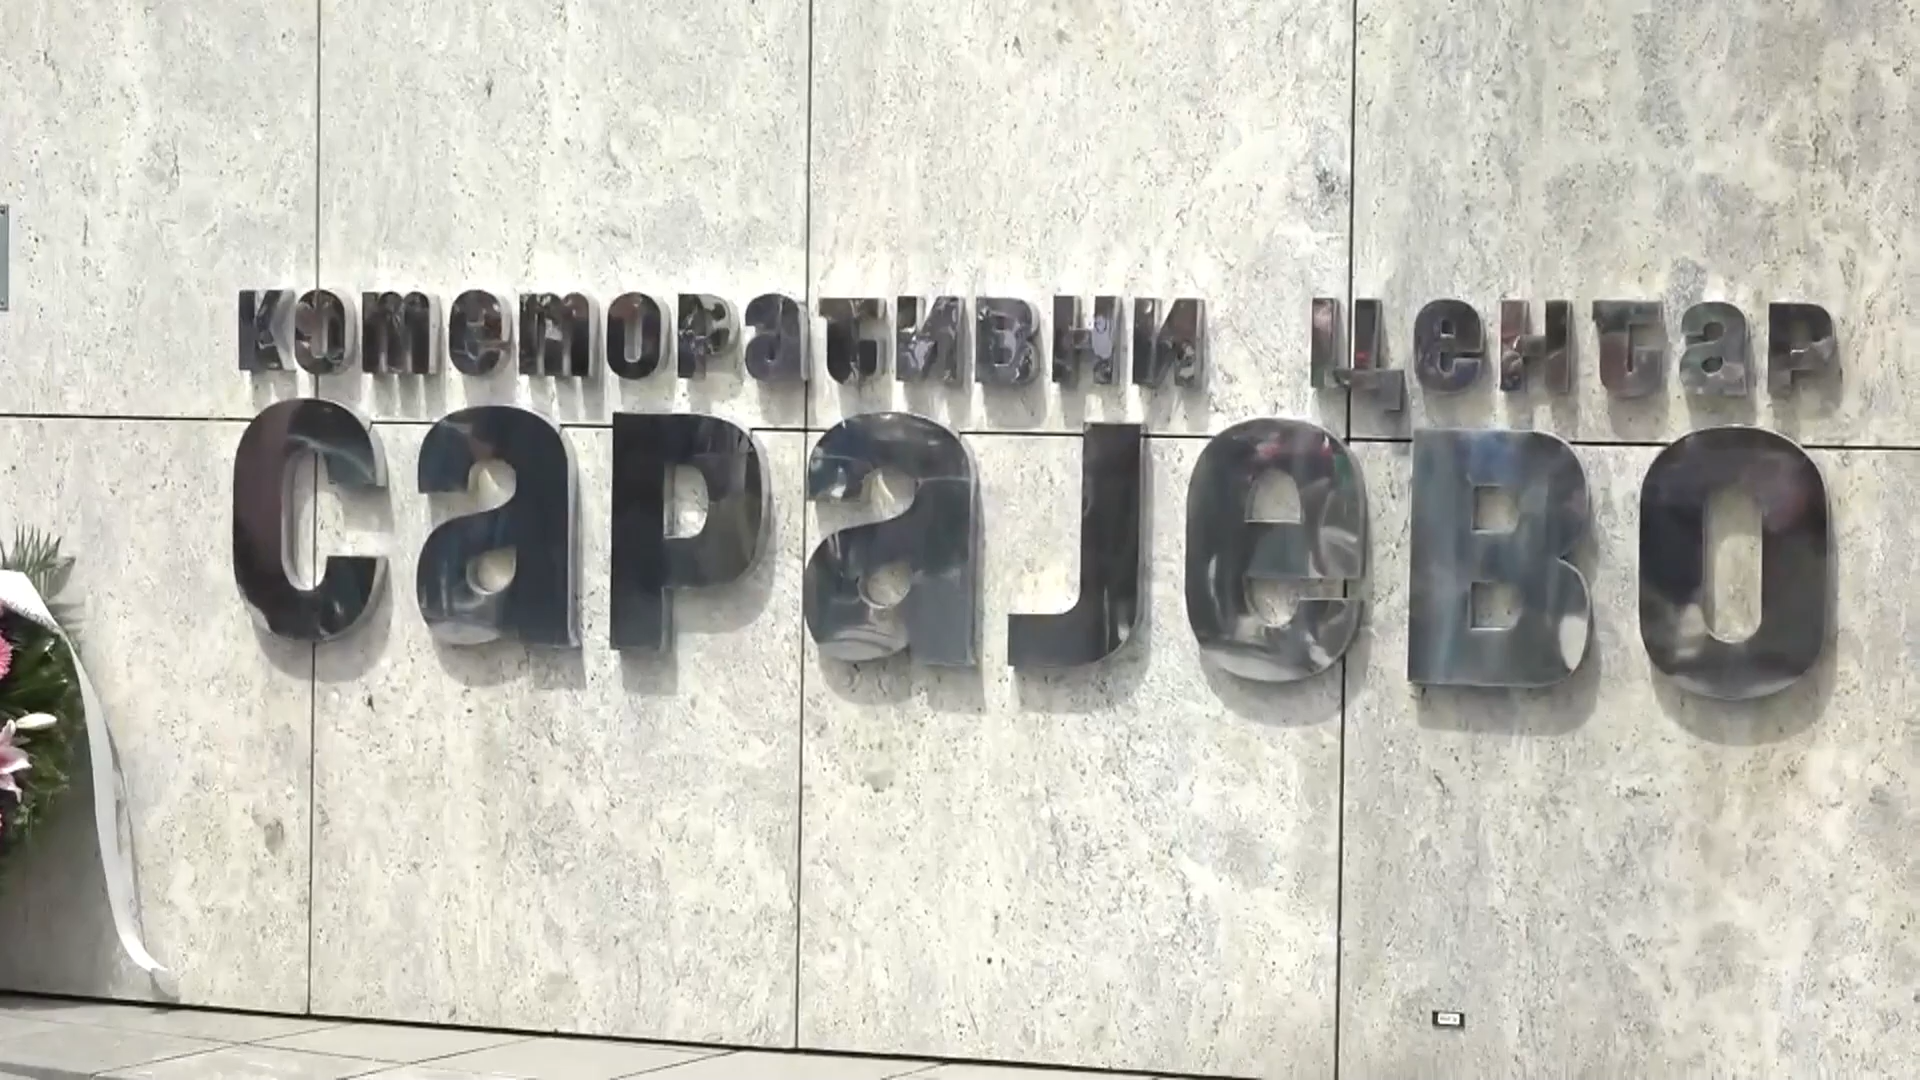 комеморативни центар
сарајево